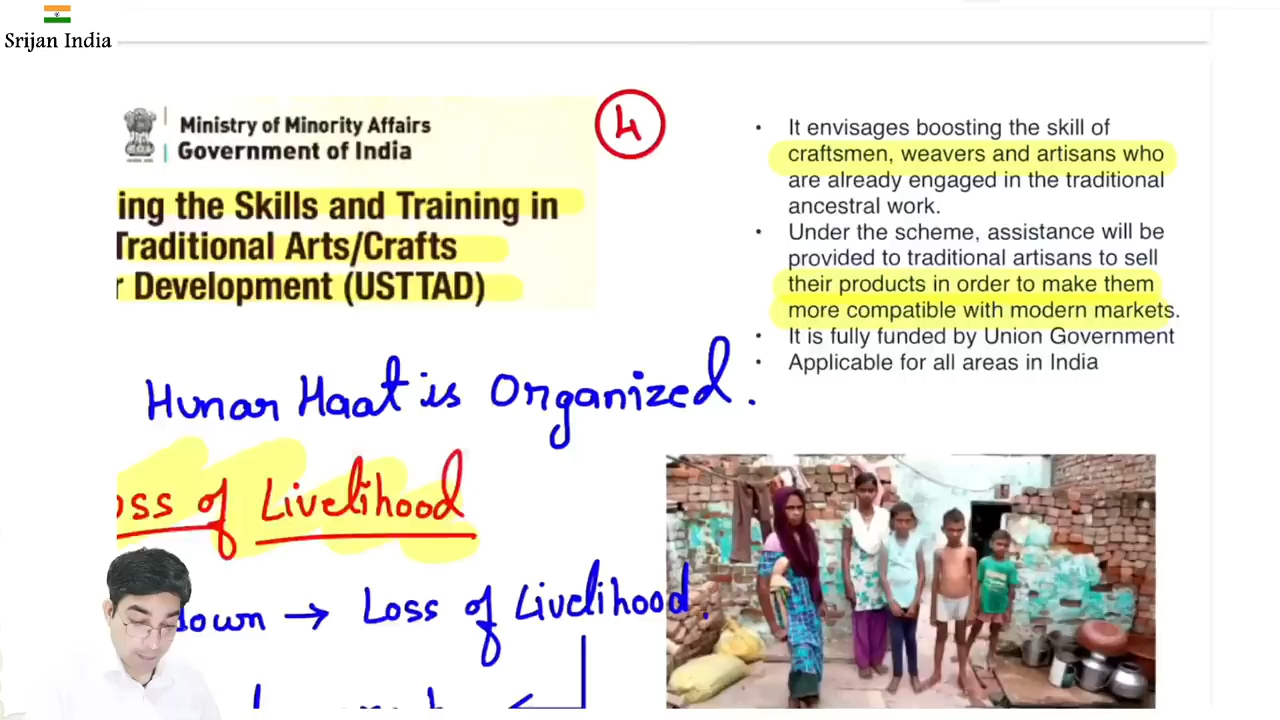 Srijan India
Ministry of Minority Affairs
Government of India
4
ing the Skills and Training in
Traditional Arts/Crafts
r Development (USTTAD)
• It envisages boosting the skill of
craftsmen, weavers and artisans who
are already engaged in the traditional
ancestral work.
• Under the scheme, assistance will be
provided to traditional artisans to sell
their products in order to make them
more compatible with modern markets.
• It is fully funded by Union Government
• Applicable for all areas in India
Hunar Haat is Organized.
oss of Livelihood
down → Loss of Livelihood.